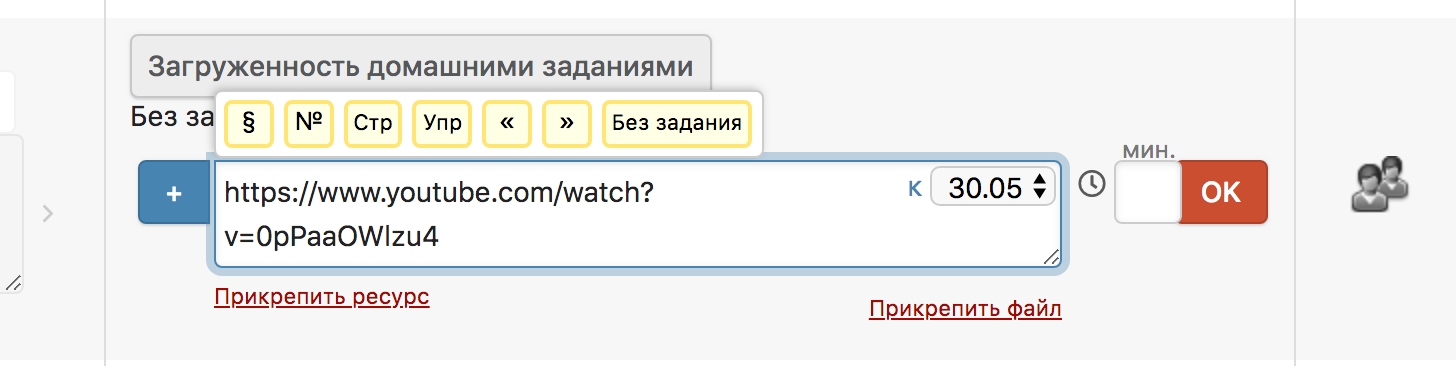 Загруженность домашними заданиями
Без за
§ № Стр Упр « » Без задания
мин.
+ https://www.youtube.com/watch? К 30.05 OK
v=0pPaaOWlzu4
Прикрепить ресурс
Прикрепить файл